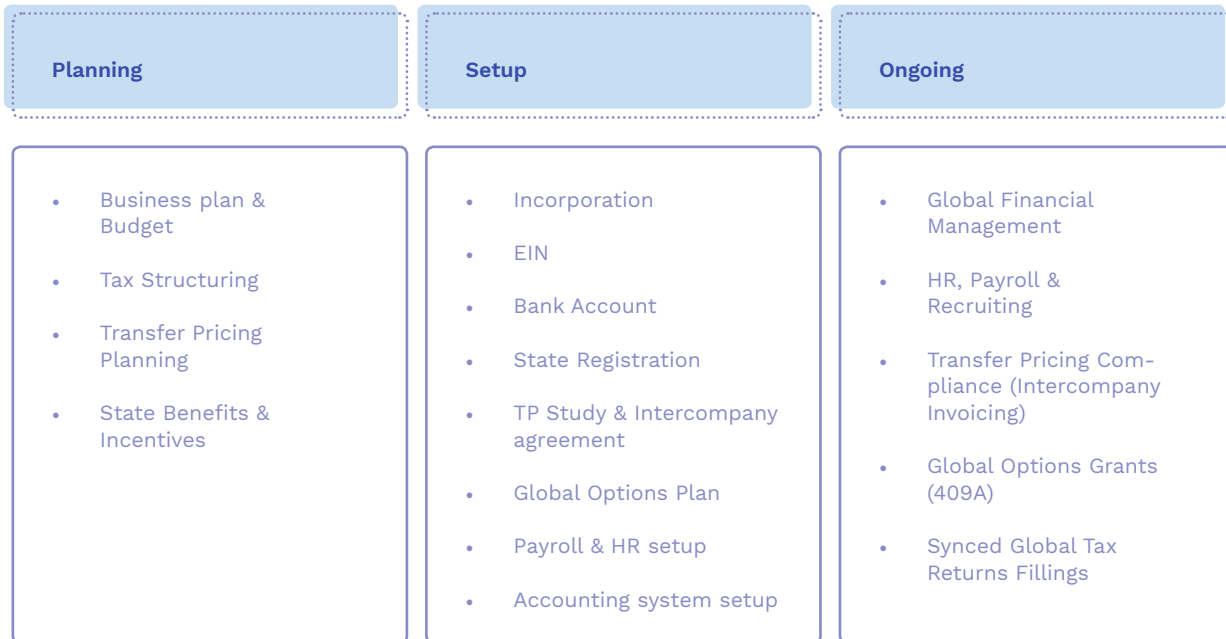 Planning
Business plan &
Budget
Tax Structuring
Transfer Pricing
Planning
State Benefits &
Incentives
Setup
Incorporation
EIN
Bank Account
State Registration
TP Study & Intercompany
agreement
Global Options Plan
Payroll & HR setup
Accounting system setup
Ongoing
Global Financial
Management
HR, Payroll &
Recruiting
Transfer Pricing Com-
pliance (Intercompany
Invoicing)
Global Options Grants
(409A)
Synced Global Tax
Returns Fillings